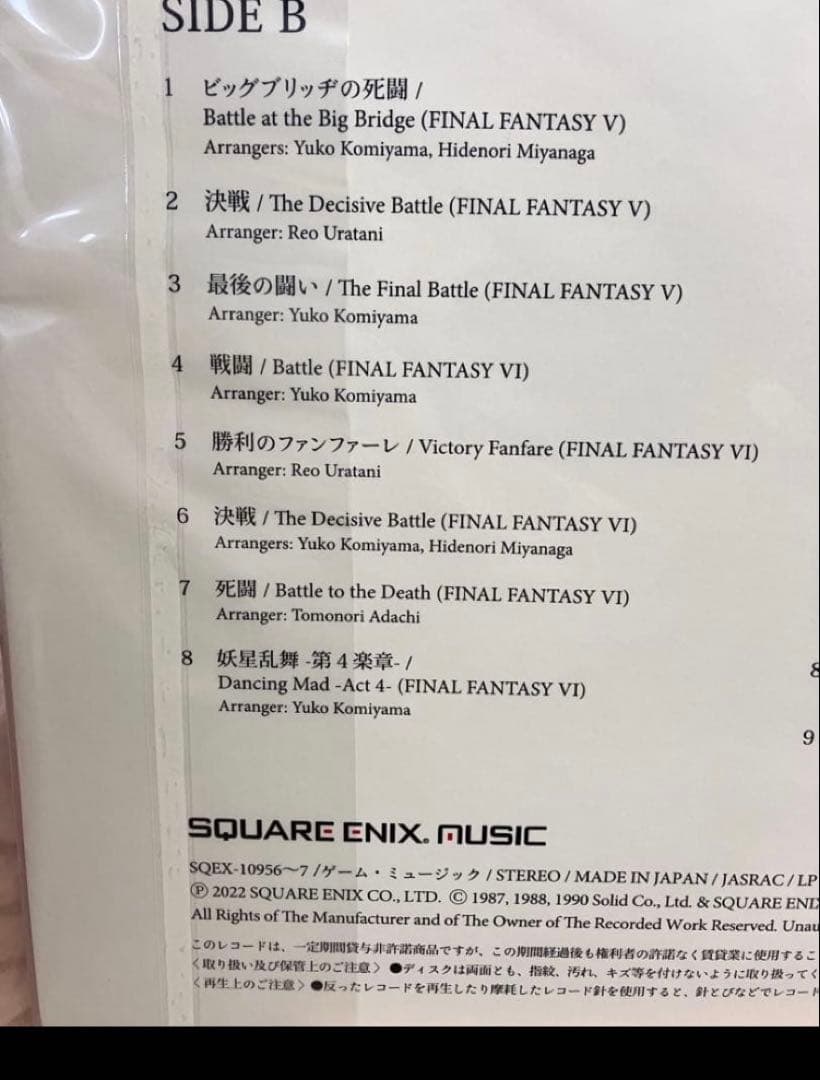 SIDE B
1 ビッグブリッヂの死闘 /
Battle at the Big Bridge (FINAL FANTASY V)
Arrangers: Yuko Komiyama, Hidenori Miyanaga
2 決戦 / The Decisive Battle (FINAL FANTASY V)
Arranger: Reo Uratani
3 最後の闘い / The Final Battle (FINAL FANTASY V)
Arranger: Yuko Komiyama
4 戦闘 / Battle (FINAL FANTASY VI)
Arranger: Yuko Komiyama
5 勝利のファンファーレ / Victory Fanfare (FINAL FANTASY VI)
Arranger: Reo Uratani
6 決戦 / The Decisive Battle (FINAL FANTASY VI)
Arrangers: Yuko Komiyama, Hidenori Miyanaga
7 死闘 / Battle to the Death (FINAL FANTASY VI)
Arranger: Tomonori Adachi
8 妖星乱舞 -第4楽章- /
Dancing Mad -Act 4- (FINAL FANTASY VI)
Arranger: Yuko Komiyama
8
9
SQUARE ENIX. MUSIC
SQEX-10956～7 /ゲーム・ミュージック / STEREO / MADE IN JAPAN / JASRAC / LP
Ⓟ 2022 SQUARE ENIX CO., LTD. © 1987, 1988, 1990 Solid Co., Ltd. & SQUARE
All Rights of The Manufacturer and of The Owner of The Recorded Work Reserved. Unau
このレコードは、一定期間貸与非許諾商品ですが、この期間経過後も権利者の許諾なく賃貸業に使用するこ
〈取り扱い及び保管上のご注意〉 ●ディスクは両面とも、指紋、汚れ、キズ等を付けないように取り扱ってく
〈再生上のご注意〉●反ったレコードを再生したり摩耗したレコード針を使用すると、針とびなどでレコード